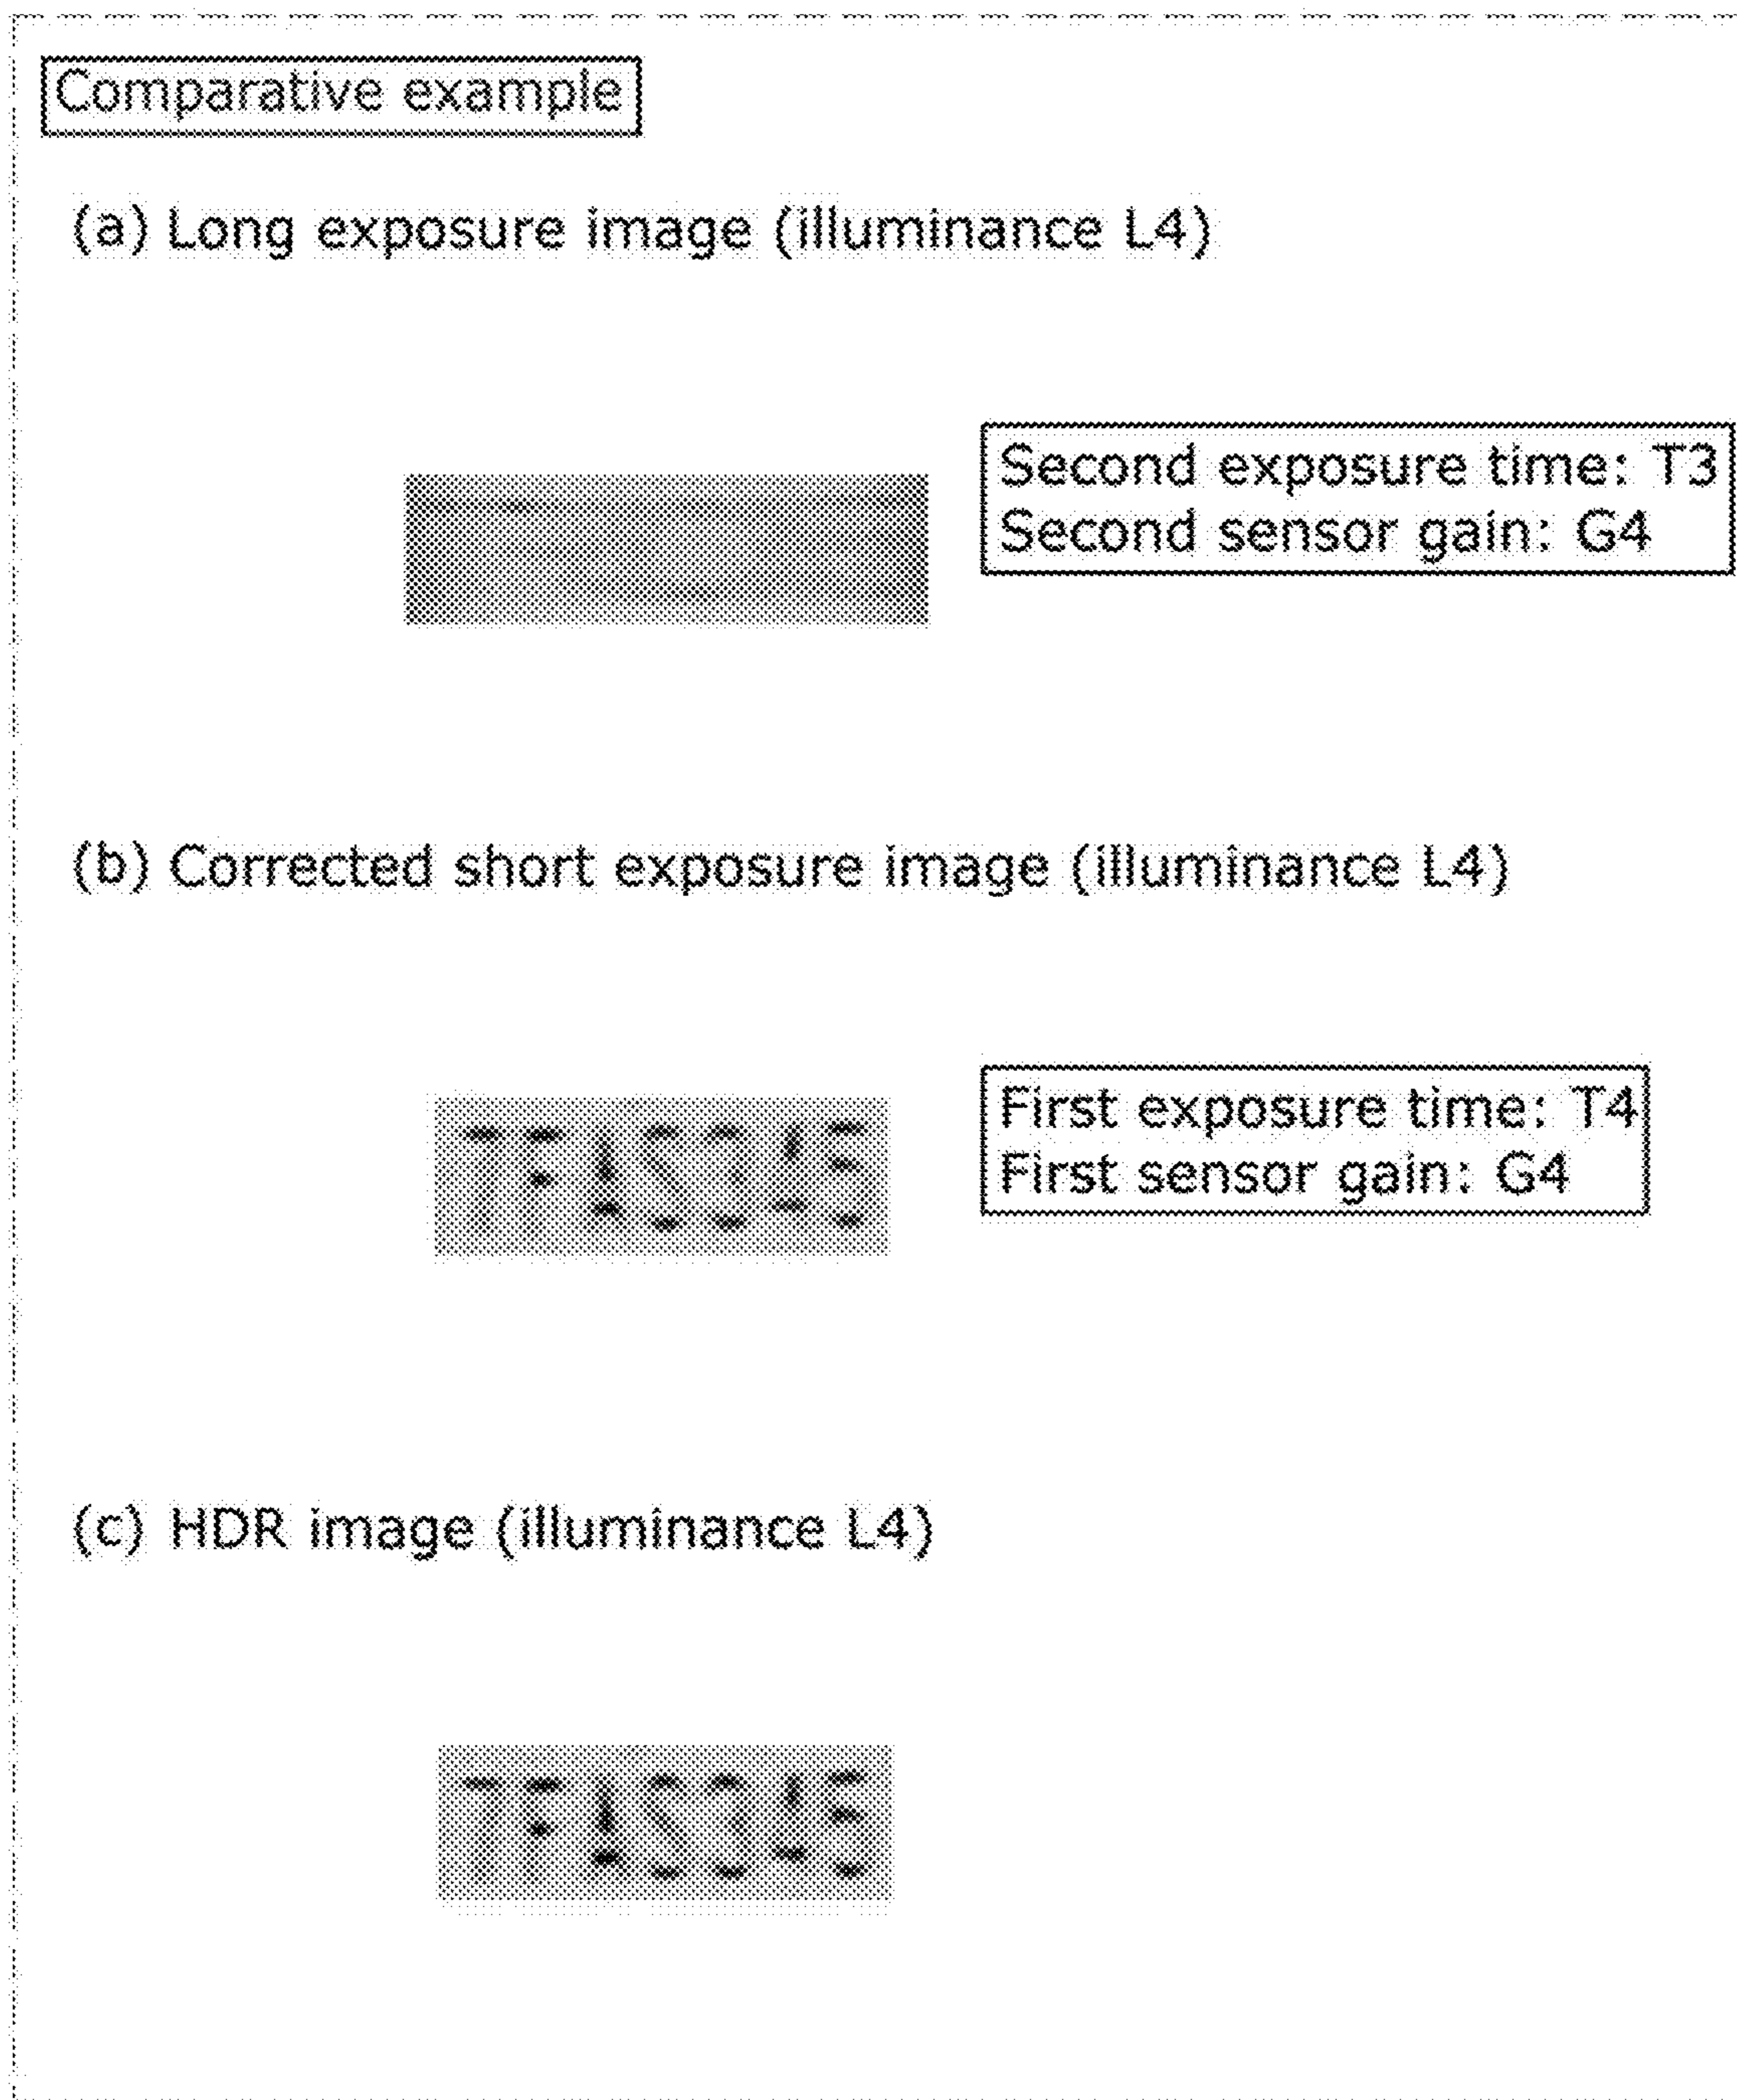 Comparative example
(a) Long exposure image (illuminance L4)
Second exposure time: T3
Second sensor gain: G4
(b) Corrected short exposure image (illuminance L4)
First exposure time: T4
First sensor gain: G4
(c) HDR image (illuminance L4)